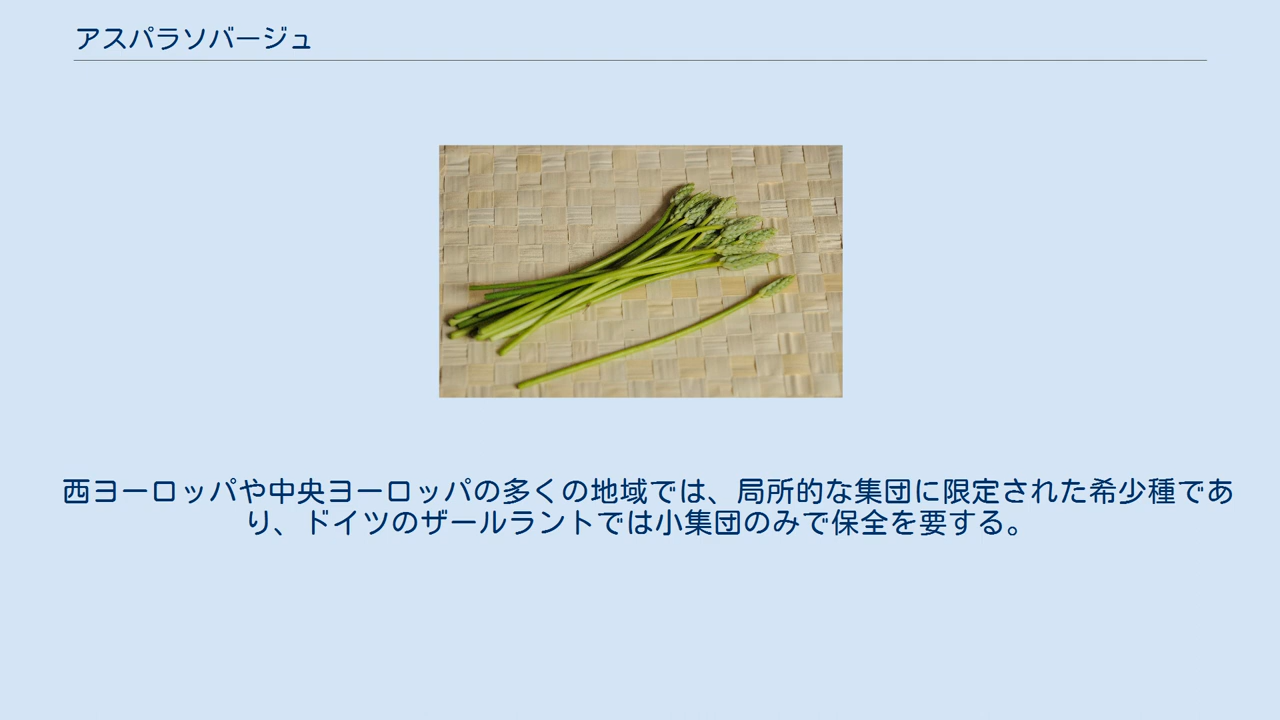 アスパラソバージュ
西ヨーロッパや中央ヨーロッパの多くの地域では、局所的な集団に限定された希少種であ
り、ドイツのザールラントでは小集団のみで保全を要する。